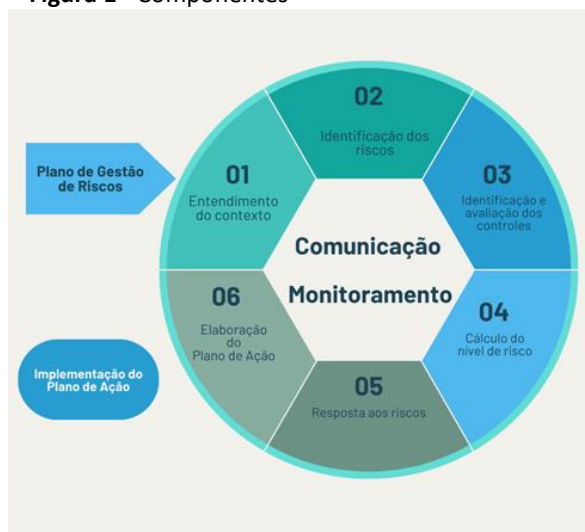 Figura 1 - Componentes
Plano de Gestão
de Riscos
01
Entendimento
do contexto
02
Identificação dos
riscos
03
Identificação e
avaliação dos
controles
04
Cálculo do
nível de risco
05
Resposta aos riscos
06
Elaboração
do
Plano de Ação
Comunicação
Monitoramento
Implementação do
Plano de Ação